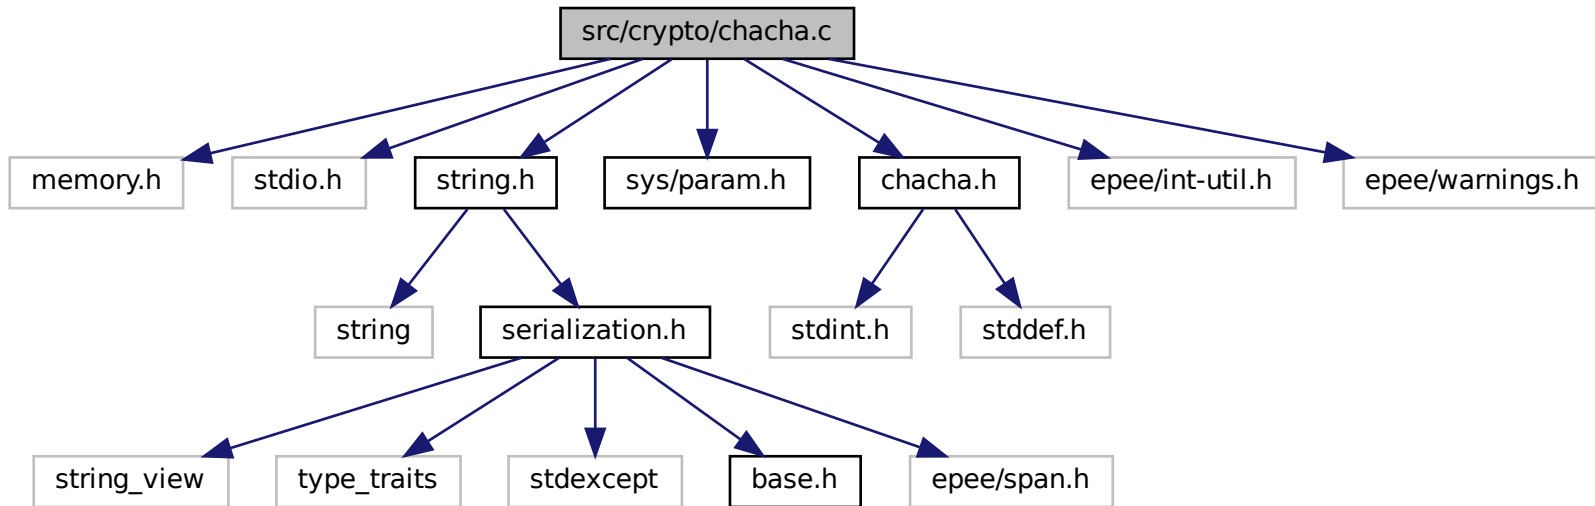 src/crypto/chacha.c
memory.h
stdio.h
string.h
sys/param.h
chacha.h
epee/int-util.h
epee/warnings.h
string
serialization.h
stdint.h
stddef.h
string_view
type_traits
stdexcept
base.h
epee/span.h